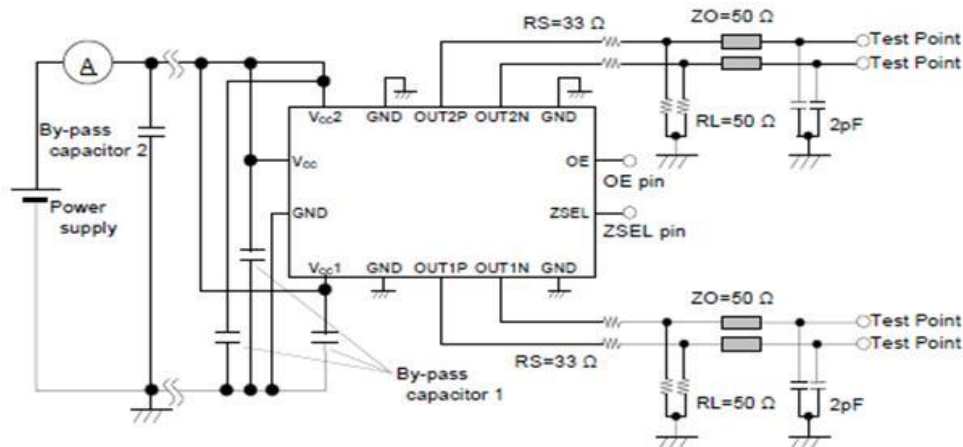 RS=33 Ω
ZO=50 Ω
Test Point
Test Point
A
RL=50 Ω
2pF
By-pass
capacitor 2
Vcc2
GND
OUT2P
OUT2N
GND
Vcc
OE
OE pin
Power
supply
GND
ZSEL
ZSEL pin
Vcc1
GND
OUT1P
OUT1N
GND
ZO=50 Ω
Test Point
Test Point
RS=33 Ω
By-pass
capacitor 1
RL=50 Ω
2pF